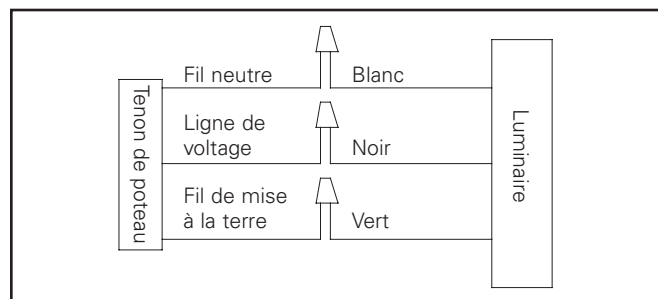 Tenon de poteau
Fil neutre
Blanc
Ligne de
voltage
Noir
Fil de mise
à la terre
Vert
Luminaire